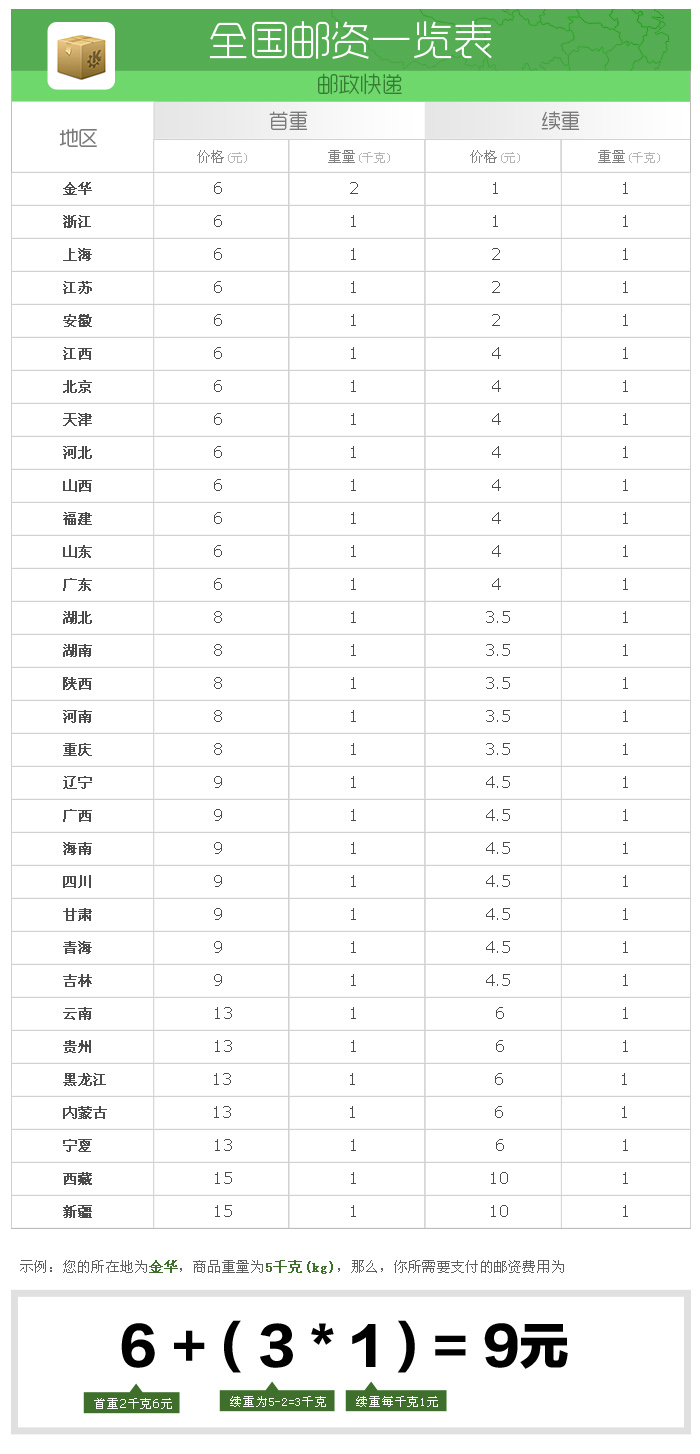 全国邮资一览表
邮政快递
地区 首重 续重
价格(元) 重量(千克) 价格(元) 重量(千克)
金华 6 2 1 1
浙江 6 1 1 1
上海 6 1 2 1
江苏 6 1 2 1
安徽 6 1 2 1
江西 6 1 4 1
北京 6 1 4 1
天津 6 1 4 1
河北 6 1 4 1
山西 6 1 4 1
福建 6 1 4 1
山东 6 1 4 1
广东 6 1 4 1
湖北 8 1 3.5 1
湖南 8 1 3.5 1
陕西 8 1 3.5 1
河南 8 1 3.5 1
重庆 8 1 3.5 1
辽宁 9 1 4.5 1
广西 9 1 4.5 1
海南 9 1 4.5 1
四川 9 1 4.5 1
甘肃 9 1 4.5 1
青海 9 1 4.5 1
吉林 9 1 4.5 1
云南 13 1 6 1
贵州 13 1 6 1
黑龙江 13 1 6 1
内蒙古 13 1 6 1
宁夏 13 1 6 1
西藏 15 1 10 1
新疆 15 1 10 1
示例：您的所在地为金华，商品重量为5千克(kg)，那么，你所需要支付的邮资费用为
6+(3*1)=9元
首重2千克6元 续重为5-2=3千克 续重每千克1元